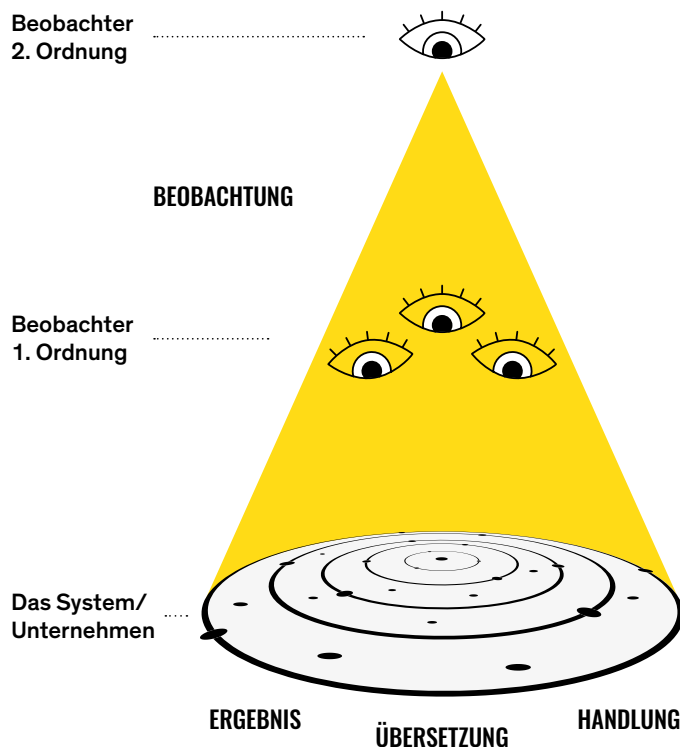 Beobachter
2. Ordnung
BEOBACHTUNG
Beobachter
1. Ordnung
Das System/
Unternehmen
ERGEBNIS
ÜBERSETZUNG
HANDLUNG